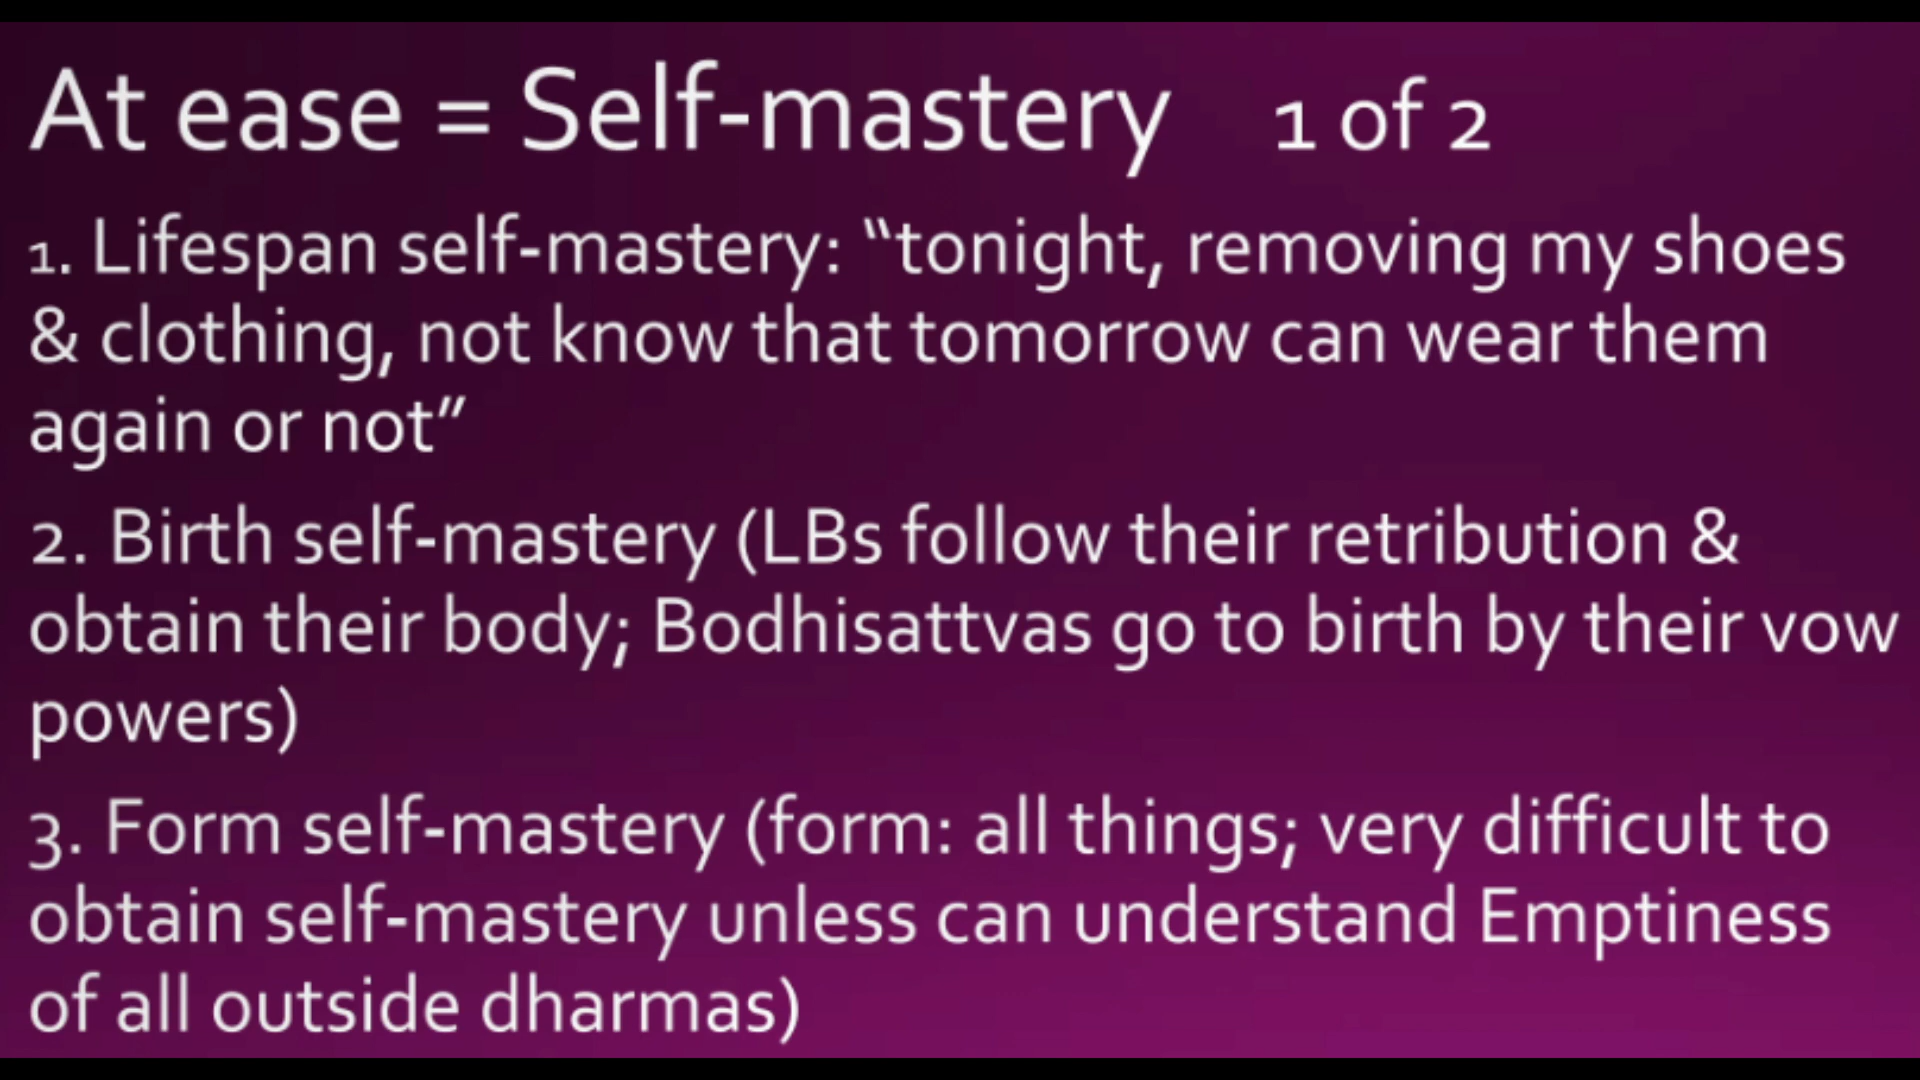 At ease = Self-mastery 1 of 2
1. Lifespan self-mastery: “tonight, removing my shoes
& clothing, not know that tomorrow can wear them
again or not”
2. Birth self-mastery (LBs follow their retribution &
obtain their body; Bodhisattvas go to birth by their vow
powers)
3. Form self-mastery (form: all things; very difficult to
obtain self-mastery unless can understand Emptiness
of all outside dharmas)